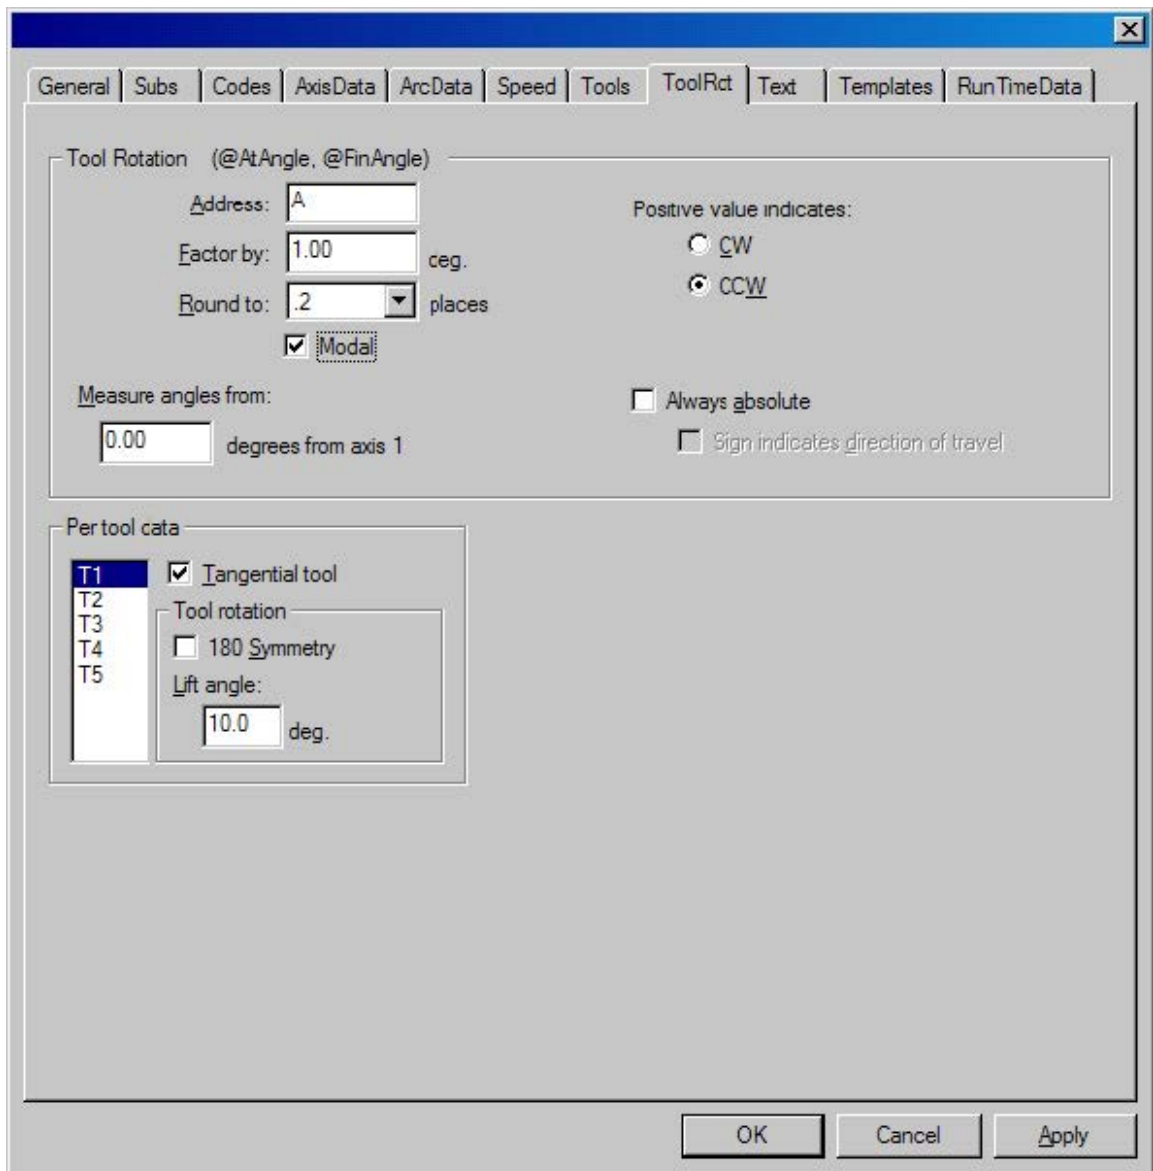 General Subs Codes AxisData ArcData Speed Tools ToolRct Text Templates RunTimeData
Tool Rotation (@AtAngle, @FinAngle)
Address: A
Positive value indicates:
Factor by: 1.00 ceg.
CW
Round to: .2 places
CCW
Modal
Measure angles from:
Always absolute
0.00 degrees from axis 1
Sign indicates direction of travel
Per tool cata
T1
Tangential tool
T2
Tool rotation
T3
T4
180 Symmetry
T5
Lift angle:
10.0 deg.
OK Cancel Apply